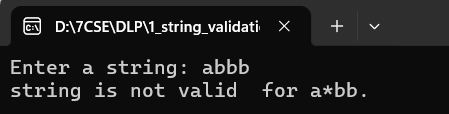 D:\7CSE\DLP\1_string_validati
Enter a string: abbb
string is not valid  for a*bb.